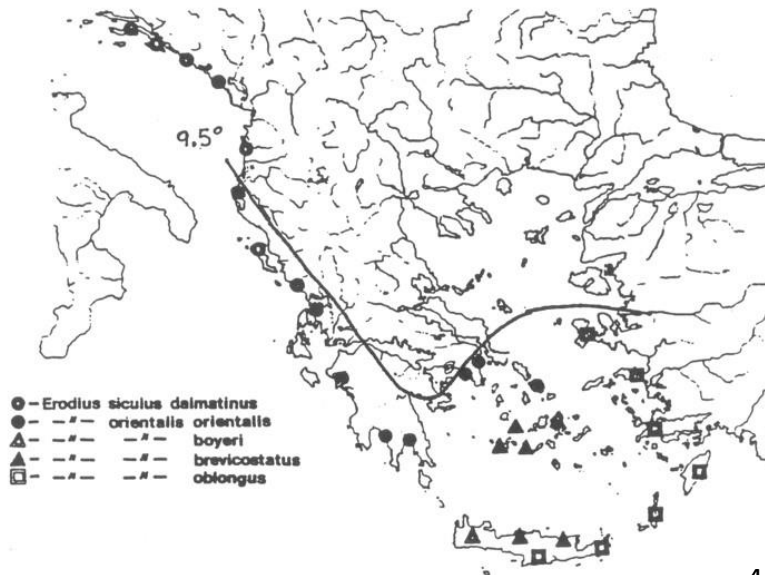 9,5°
- Erodius siculus dalmatinus
- —〃— orientalis orientalis
- —〃— —〃— boyeri
- —〃— —〃— brevicostatus
- —〃— —〃— oblongus
4